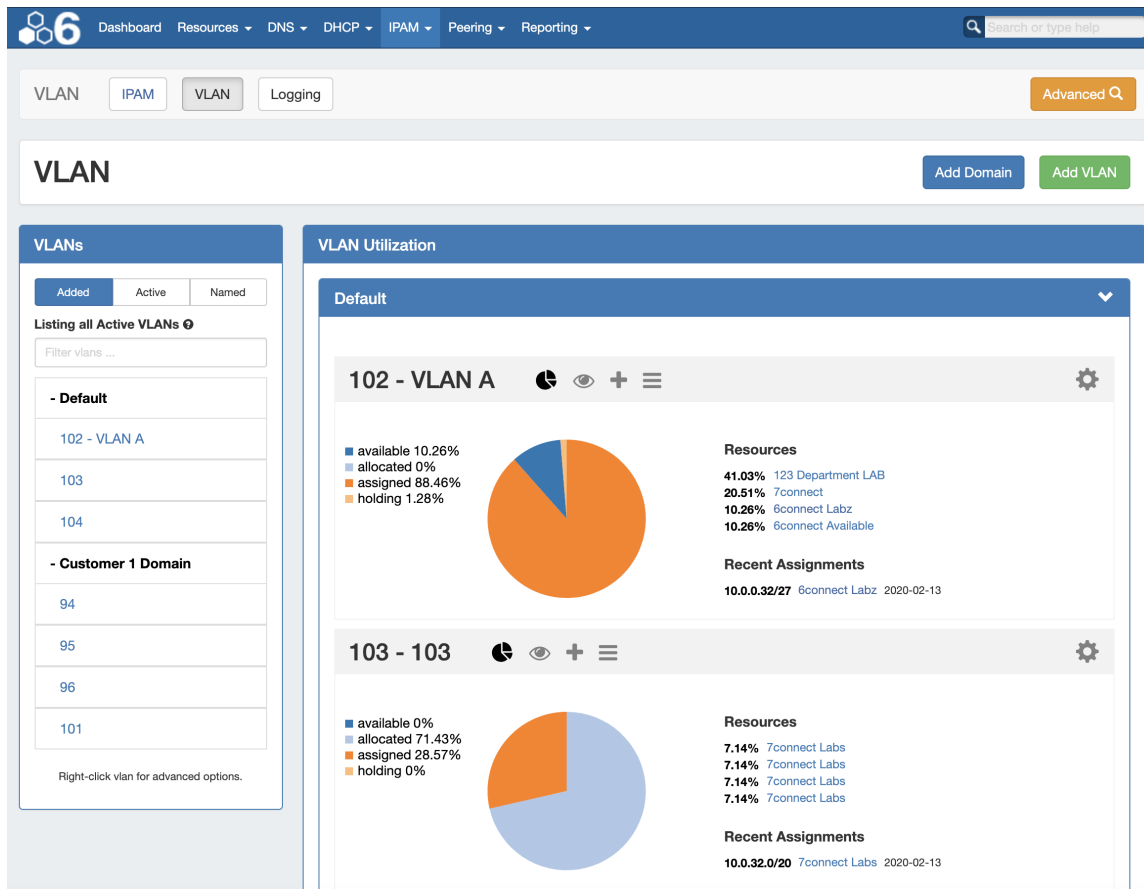 6 Dashboard Resources DNS DHCP IPAM Peering Reporting Search or type help
VLAN IPAM VLAN Logging Advanced
VLAN Add Domain Add VLAN
VLANs
Added Active Named
Listing all Active VLANs
Filter vlans ...
- Default
102 - VLAN A
103
104
- Customer 1 Domain
94
95
96
101
Right-click vlan for advanced options.
VLAN Utilization
Default
102 - VLAN A
available 10.26%
allocated 0%
assigned 88.46%
holding 1.28%
Resources
41.03% 123 Department LAB
20.51% 7connect
10.26% 6connect Labz
10.26% 6connect Available
Recent Assignments
10.0.0.32/27 6connect Labz 2020-02-13
103 - 103
available 0%
allocated 71.43%
assigned 28.57%
holding 0%
Resources
7.14% 7connect Labs
7.14% 7connect Labs
7.14% 7connect Labs
7.14% 7connect Labs
Recent Assignments
10.0.32.0/20 7connect Labs 2020-02-13